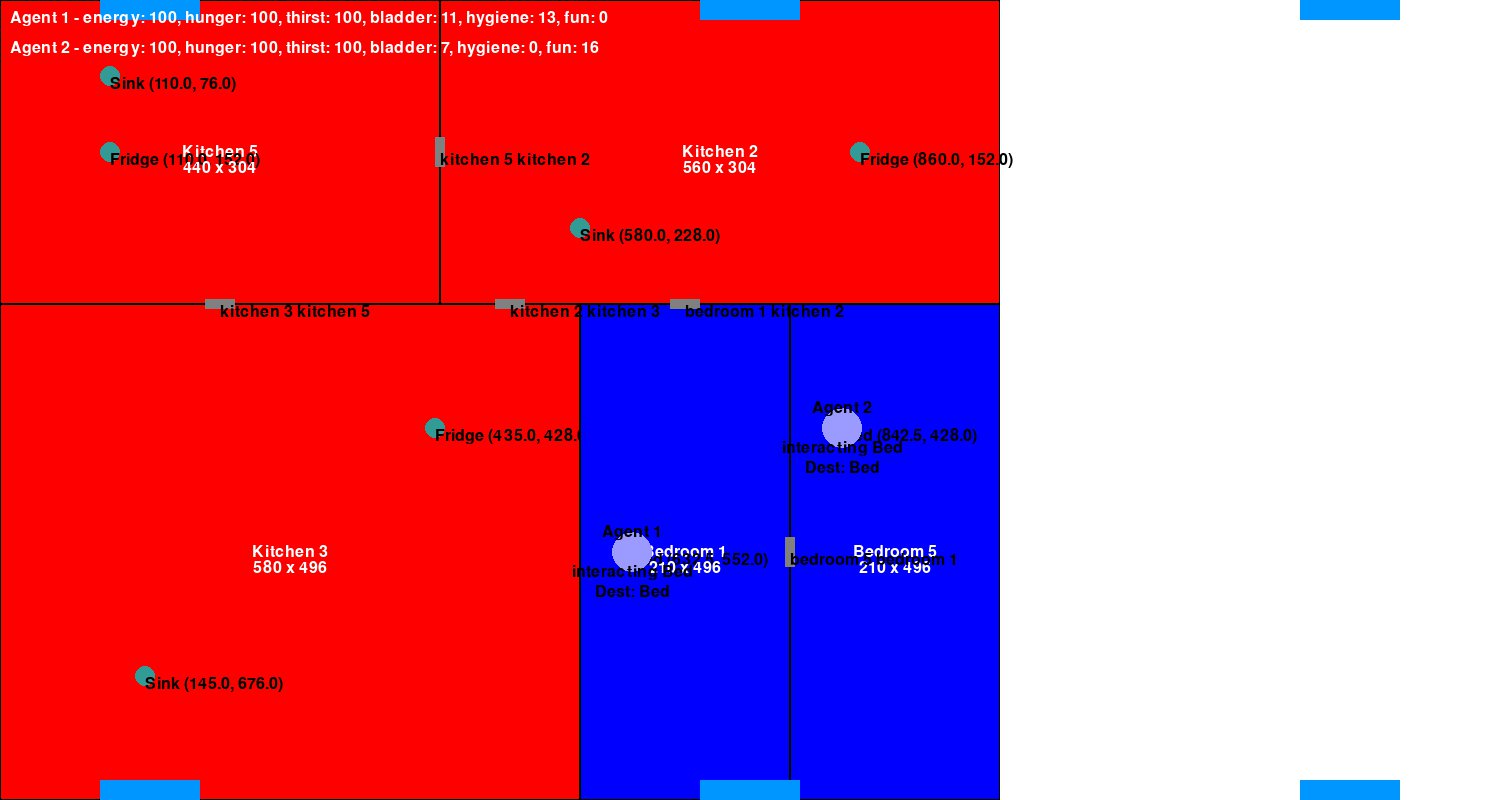 Agent 1 - energy: 100, hunger: 100, thirst: 100, bladder: 11, hygiene: 13, fun: 0
Agent 2 - energy: 100, hunger: 100, thirst: 100, bladder: 7, hygiene: 0, fun: 16
Sink (110.0, 76.0)
Kitchen 5
Fridge (110.0, 152.0)
440 x 304
kitchen 5 kitchen 2
Kitchen 2
560 x 304
Fridge (860.0, 152.0)
Sink (580.0, 228.0)
kitchen 3 kitchen 5
kitchen 2 kitchen 3
bedroom 1 kitchen 2
Fridge (435.0, 428.0
Agent 2
(842.5, 428.0)
interacting Bed
Dest: Bed
Agent 1
Bedroom 1
552.0)
210 x 496
interacting Bed
Dest: Bed
Bedroom 5
bedroom 1
210 x 496
Kitchen 3
580 x 496
Sink (145.0, 676.0)